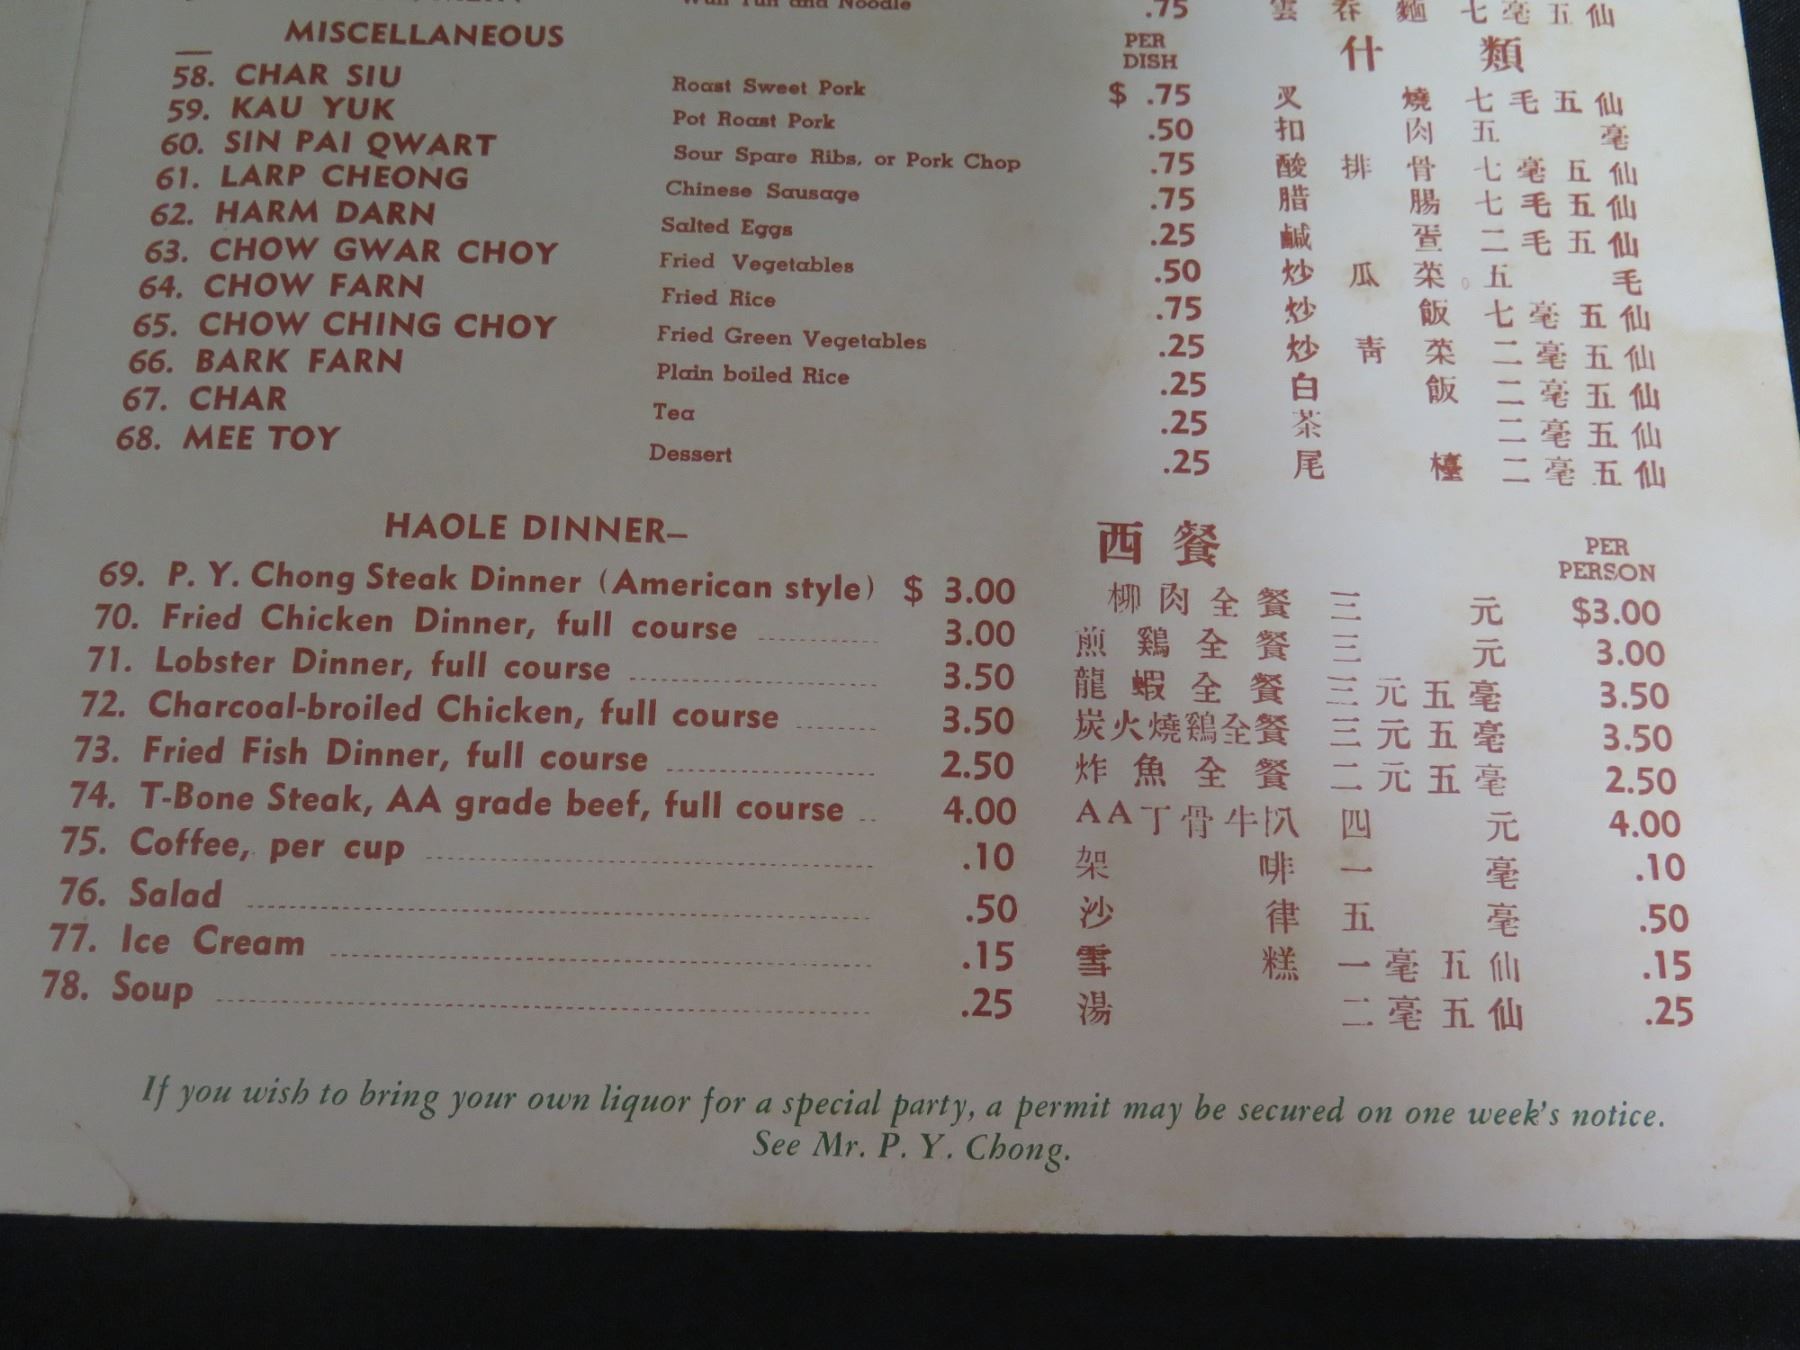 Wun Tun and Noodle .75 雲吞麵 七毫五仙
MISCELLANEOUS PER DISH 什類
58. CHAR SIU Roast Sweet Pork $ .75 叉燒 七毛五仙
59. KAU YUK Pot Roast Pork .50 扣肉 五毫
60. SIN PAI QWART Sour Spare Ribs, or Pork Chop .75 酸排骨 七毫五仙
61. LARP CHEONG Chinese Sausage .75 腊腸 七毛五仙
62. HARM DARN Salted Eggs .25 鹹疍 二毛五仙
63. CHOW GWAR CHOY Fried Vegetables .50 炒瓜菜 五毛
64. CHOW FARN Fried Rice .75 炒飯 七毫五仙
65. CHOW CHING CHOY Fried Green Vegetables .25 炒靑菜 二毫五仙
66. BARK FARN Plain boiled Rice .25 白飯 二毫五仙
67. CHAR Tea .25 茶 二毫五仙
68. MEE TOY Dessert .25 尾檯 二毫五仙
HAOLE DINNER— 西餐 PER PERSON
69. P. Y. Chong Steak Dinner (American style) $ 3.00 柳肉全餐 三元 $3.00
70. Fried Chicken Dinner, full course 3.00 煎鷄全餐 三元 3.00
71. Lobster Dinner, full course 3.50 龍蝦全餐 三元五毫 3.50
72. Charcoal-broiled Chicken, full course 3.50 炭火燒鷄全餐 三元五毫 3.50
73. Fried Fish Dinner, full course 2.50 炸魚全餐 二元五毫 2.50
74. T-Bone Steak, AA grade beef, full course 4.00 AA丁骨牛扒 四元 4.00
75. Coffee, per cup .10 架啡 一毫 .10
76. Salad .50 沙律 五毫 .50
77. Ice Cream .15 雪糕 一毫五仙 .15
78. Soup .25 湯 二毫五仙 .25
If you wish to bring your own liquor for a special party, a permit may be secured on one week's notice.
See Mr. P. Y. Chong.